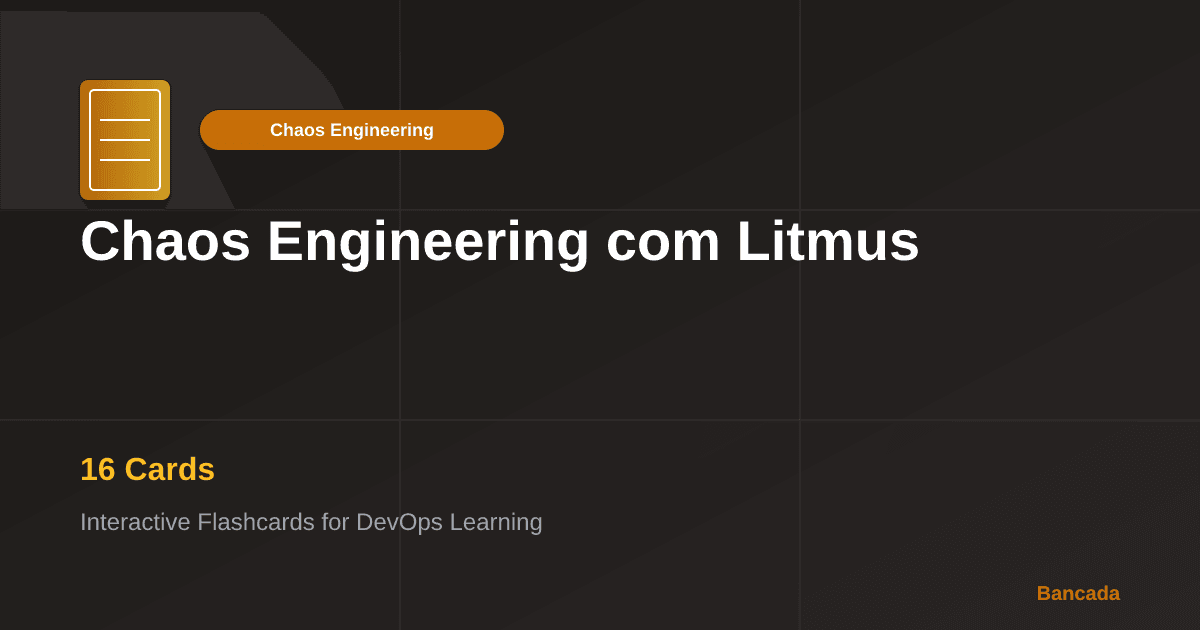 Chaos Engineering
Chaos Engineering com Litmus
16 Cards
Interactive Flashcards for DevOps Learning
Bancada